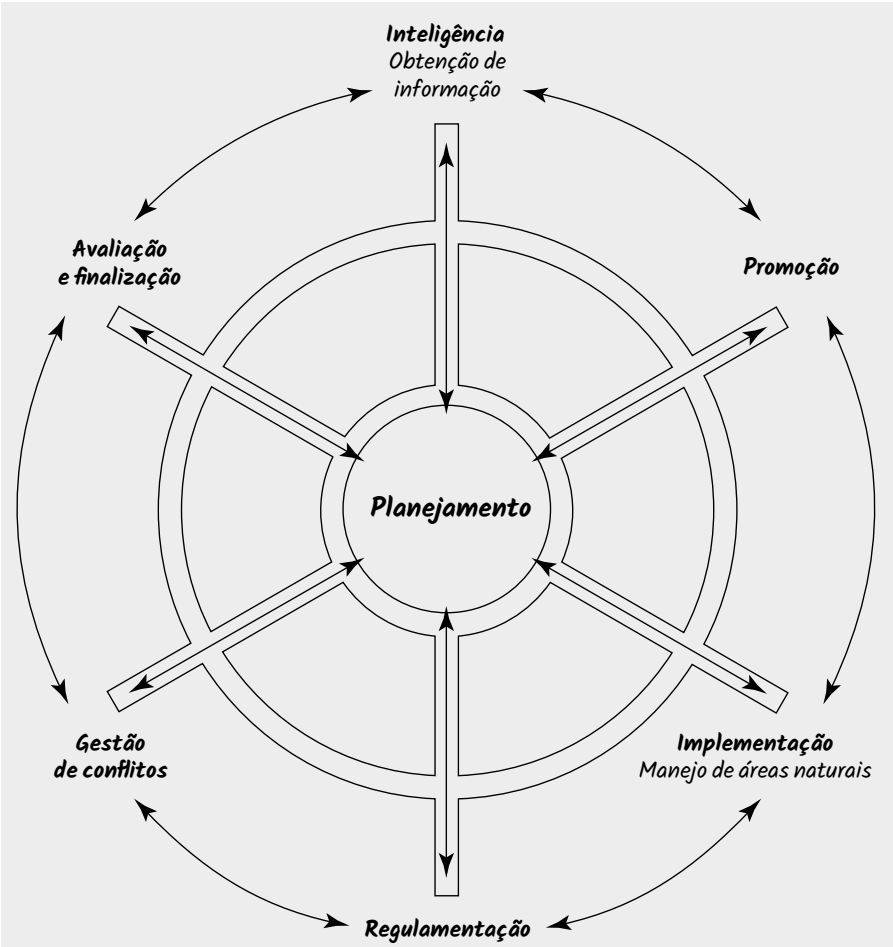 Inteligência
Obtenção de
informação
Avaliação
e finalização
Promoção
Planejamento
Gestão
de conflitos
Implementação
Manejo de áreas naturais
Regulamentação